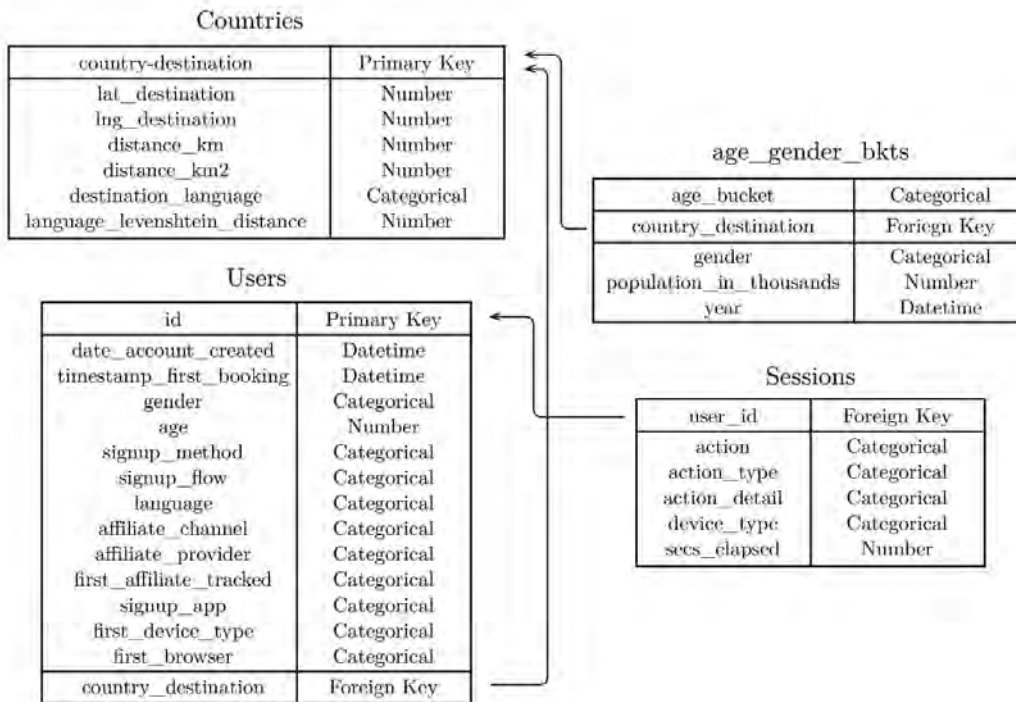 Countries
country-destination Primary Key
lat_destination Number
lng_destination Number
distance_km Number
distance_km2 Number
destination_language Categorical
language_levenshtein_distance Number
age_gender_bkts
age_bucket Categorical
country_destination Foriegn Key
gender Categorical
population_in_thousands Number
year Datetime
Users
id Primary Key
date_account_created Datetime
timestamp_first_booking Datetime
gender Categorical
age Number
signup_method Categorical
signup_flow Categorical
language Categorical
affiliate_channel Categorical
affiliate_provider Categorical
first_affiliate_tracked Categorical
signup_app Categorical
first_device_type Categorical
first_browser Categorical
country_destination Foreign Key
Sessions
user_id Foreign Key
action Categorical
action_type Categorical
action_detail Categorical
device_type Categorical
secs_elapsed Number